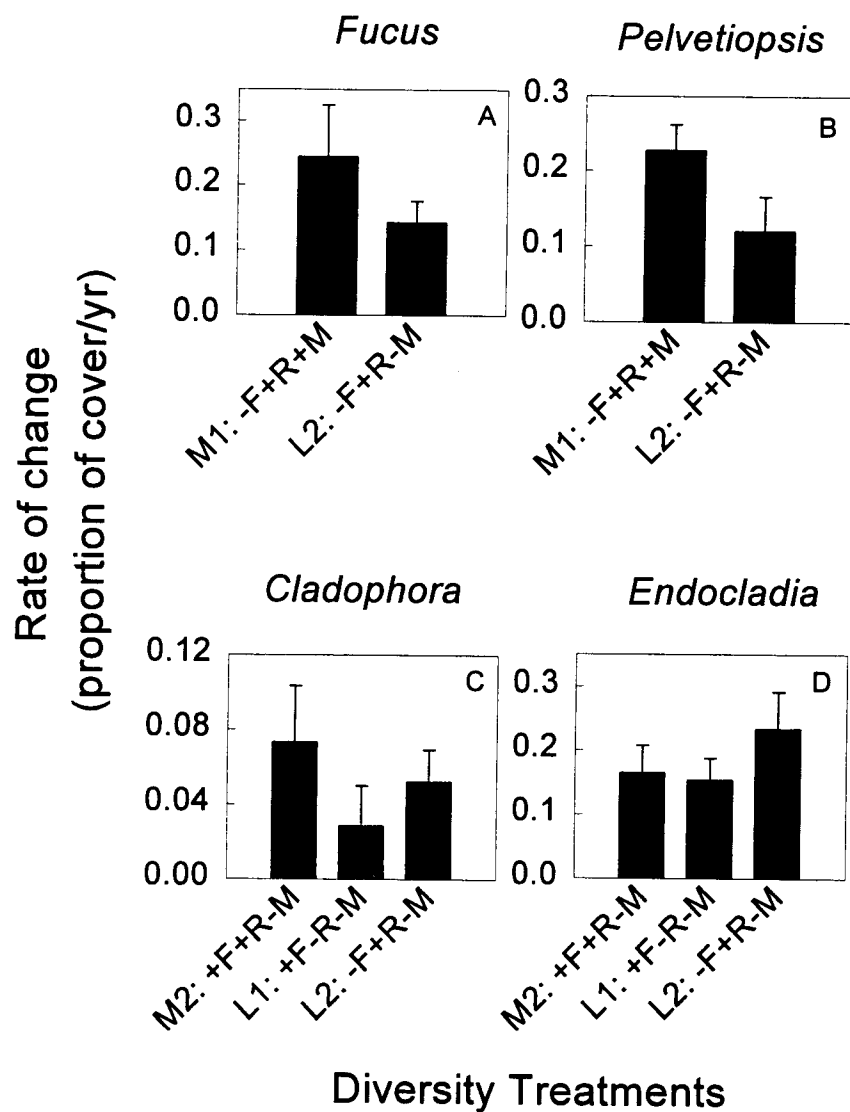 Fucus
Pelvetiopsis
A
0.3
0.2
0.1
0.0
M1: -F+R+M
L2: -F+R-M
B
0.3
0.2
0.1
0.0
M1: -F+R+M
L2: -F+R-M
Rate of change
(proportion of cover/yr)
Cladophora
Endocladia
C
0.12
0.08
0.04
0.00
M2: +F+R-M
L1: +F-R-M
L2: -F+R-M
D
0.3
0.2
0.1
0.0
M2: +F+R-M
L1: +F-R-M
L2: -F+R-M
Diversity Treatments